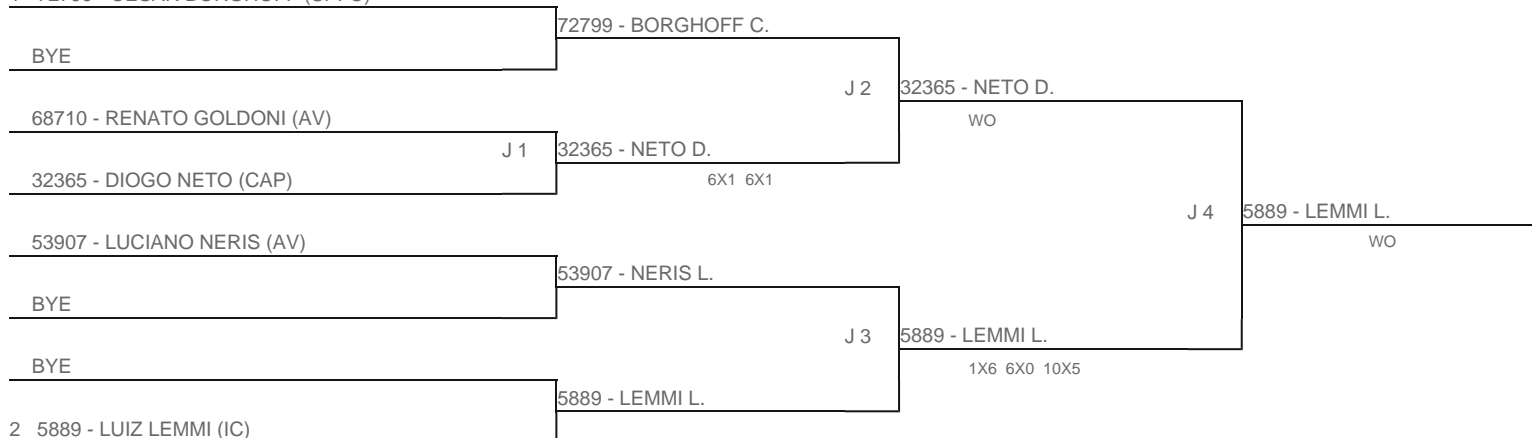 72799 - BORGHOFF C.
BYE
J 2
32365 - NETO D.
WO
68710 - RENATO GOLDONI (AV)
J 1
32365 - NETO D.
6X1 6X1
32365 - DIOGO NETO (CAP)
J 4
5889 - LEMMI L.
WO
53907 - LUCIANO NERIS (AV)
53907 - NERIS L.
BYE
J 3
5889 - LEMMI L.
1X6 6X0 10X5
BYE
5889 - LEMMI L.
2 5889 - LUIZ LEMMI (IC)